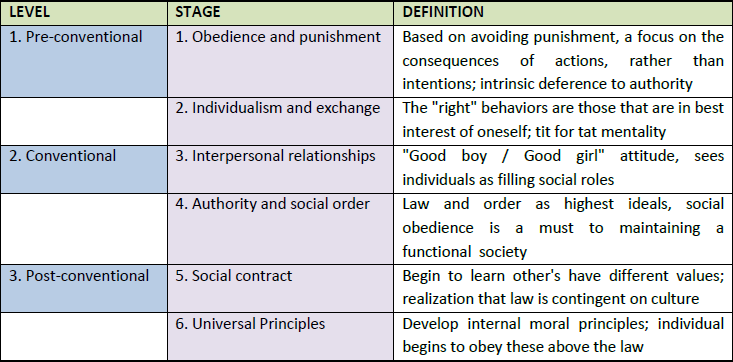 LEVEL STAGE DEFINITION
1. Pre-conventional 1. Obedience and punishment Based on avoiding punishment, a focus on the
consequences of actions, rather than
intentions; intrinsic deference to authority
2. Individualism and exchange The "right" behaviors are those that are in best
interest of oneself; tit for tat mentality
2. Conventional 3. Interpersonal relationships "Good boy / Good girl" attitude, sees
individuals as filling social roles
4. Authority and social order Law and order as highest ideals, social
obedience is a must to maintaining a
functional society
3. Post-conventional 5. Social contract Begin to learn other's have different values;
realization that law is contingent on culture
6. Universal Principles Develop internal moral principles; individual
begins to obey these above the law